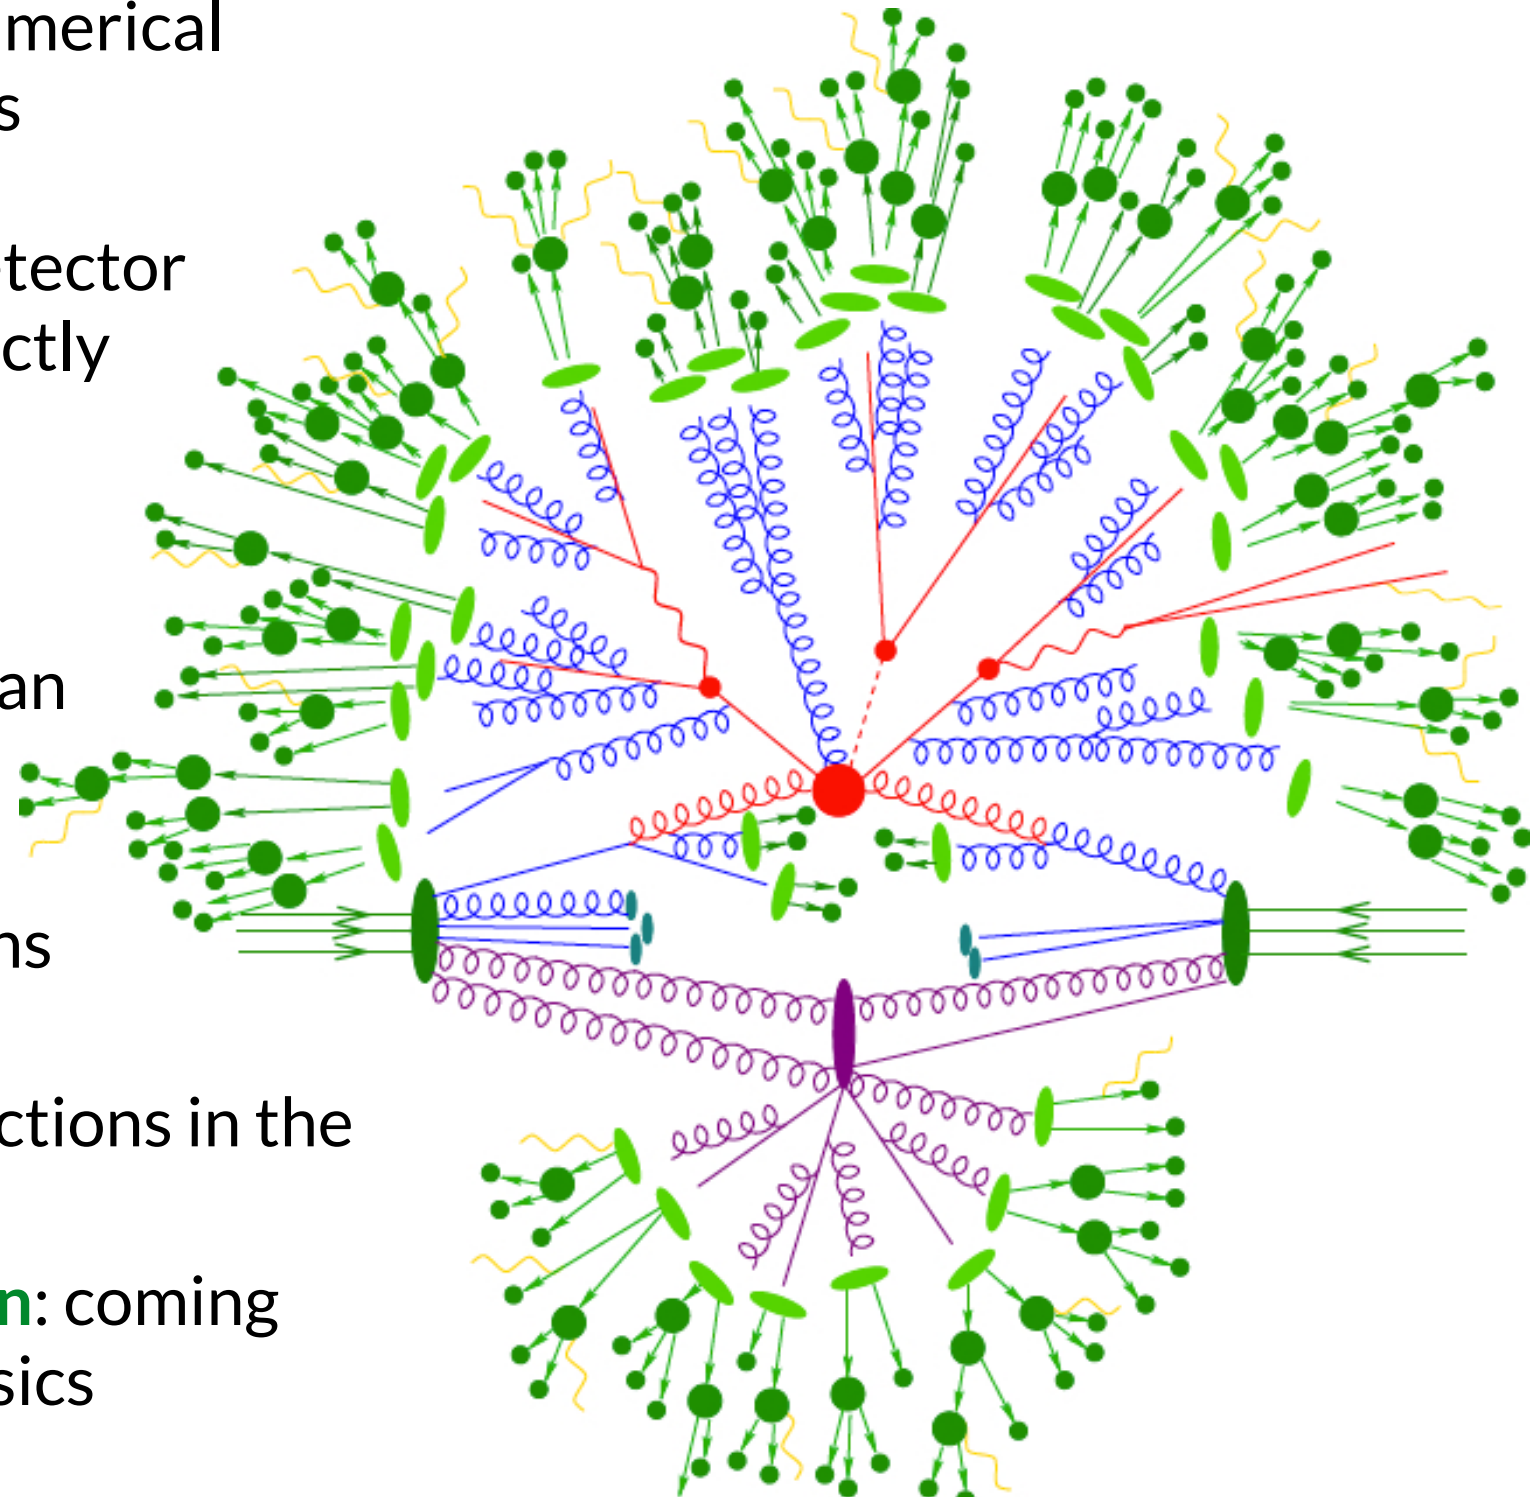 merical
s
tector
ctly
an
ns
ctions in the
n: coming
sics